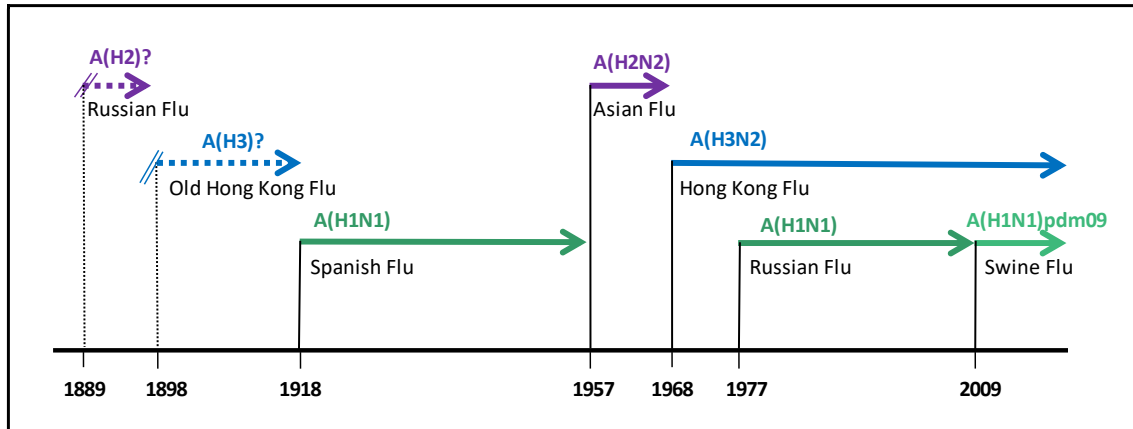 A(H2)?
A(H2N2)
Russian Flu
Asian Flu
A(H3)?
A(H3N2)
Old Hong Kong Flu
Hong Kong Flu
A(H1N1)
A(H1N1)
A(H1N1)pdm09
Spanish Flu
Russian Flu
Swine Flu
1889
1898
1918
1957
1968
1977
2009